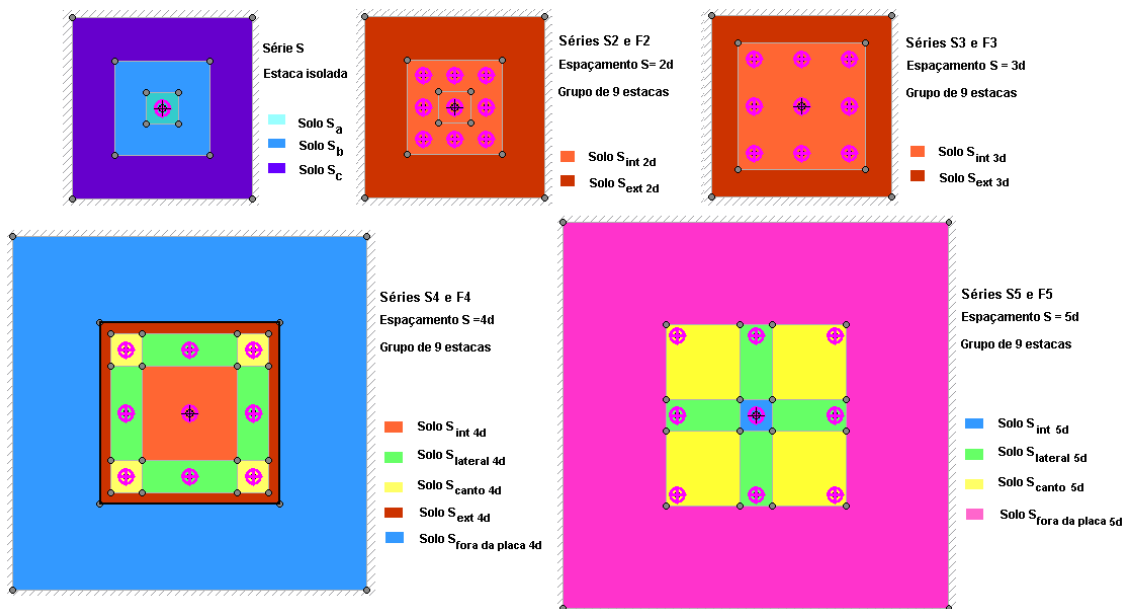 Série S
Estaca isolada
Solo Sa
Solo Sb
Solo Sc
Séries S2 e F2
Espaçamento S= 2d
Grupo de 9 estacas
Solo Sint 2d
Solo Sext 2d
Séries S3 e F3
Espaçamento S = 3d
Grupo de 9 estacas
Solo Sint 3d
Solo Sext 3d
Séries S4 e F4
Espaçamento S =4d
Grupo de 9 estacas
Solo Sint 4d
Solo Slateral 4d
Solo Scanto 4d
Solo Sext 4d
Solo Sfora da placa 4d
Séries S5 e F5
Espaçamento S = 5d
Grupo de 9 estacas
Solo Sint 5d
Solo Slateral 5d
Solo Scanto 5d
Solo Sfora da placa 5d